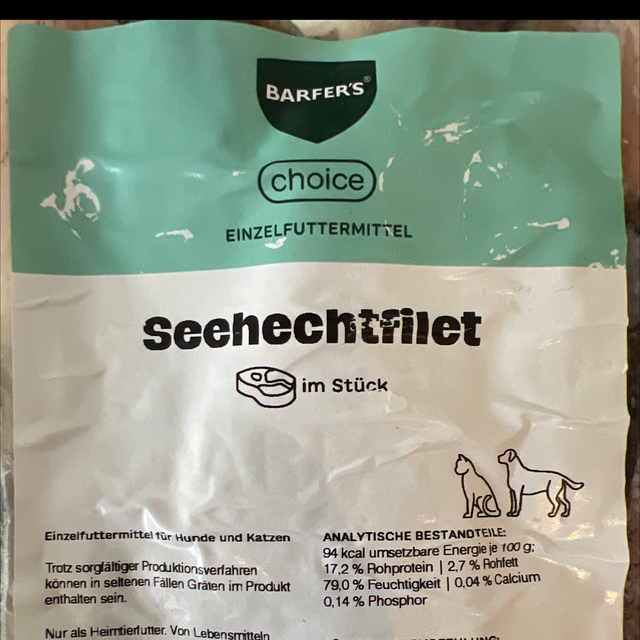 BARFER'S®
choice
EINZELFUTTERMITTEL
Seehechtfilet
im Stück
Einzelfuttermittel für Hunde und Katzen
Trotz sorgfältiger Produktionsverfahren
können in seltenen Fällen Gräten im Produkt
enthalten sein.
Nur als Heimtierfutter. Von Lebensmitteln
ANALYTISCHE BESTANDTEILE:
94 kcal umsetzbare Energie je 100 g;
17,2 % Rohprotein | 2,7 % Rohfett
79,0 % Feuchtigkeit | 0,04 % Calcium
0,14 % Phosphor